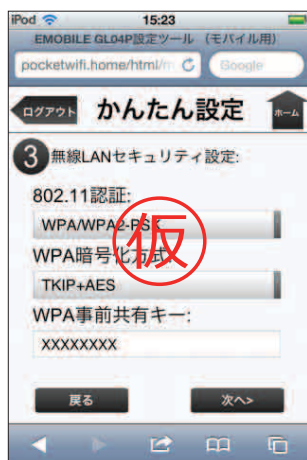 iPod 15:23
EMOBILE GL04P設定ツール (モバイル用)
pocketwifi.home/html/m Google
ログアウト かんたん設定 ホーム
3 無線LANセキュリティ設定:
802.11認証:
WPA/WPA2-PSK
仮
WPA暗号化方式:
TKIP+AES
WPA事前共有キー:
XXXXXXXX
戻る 次へ>